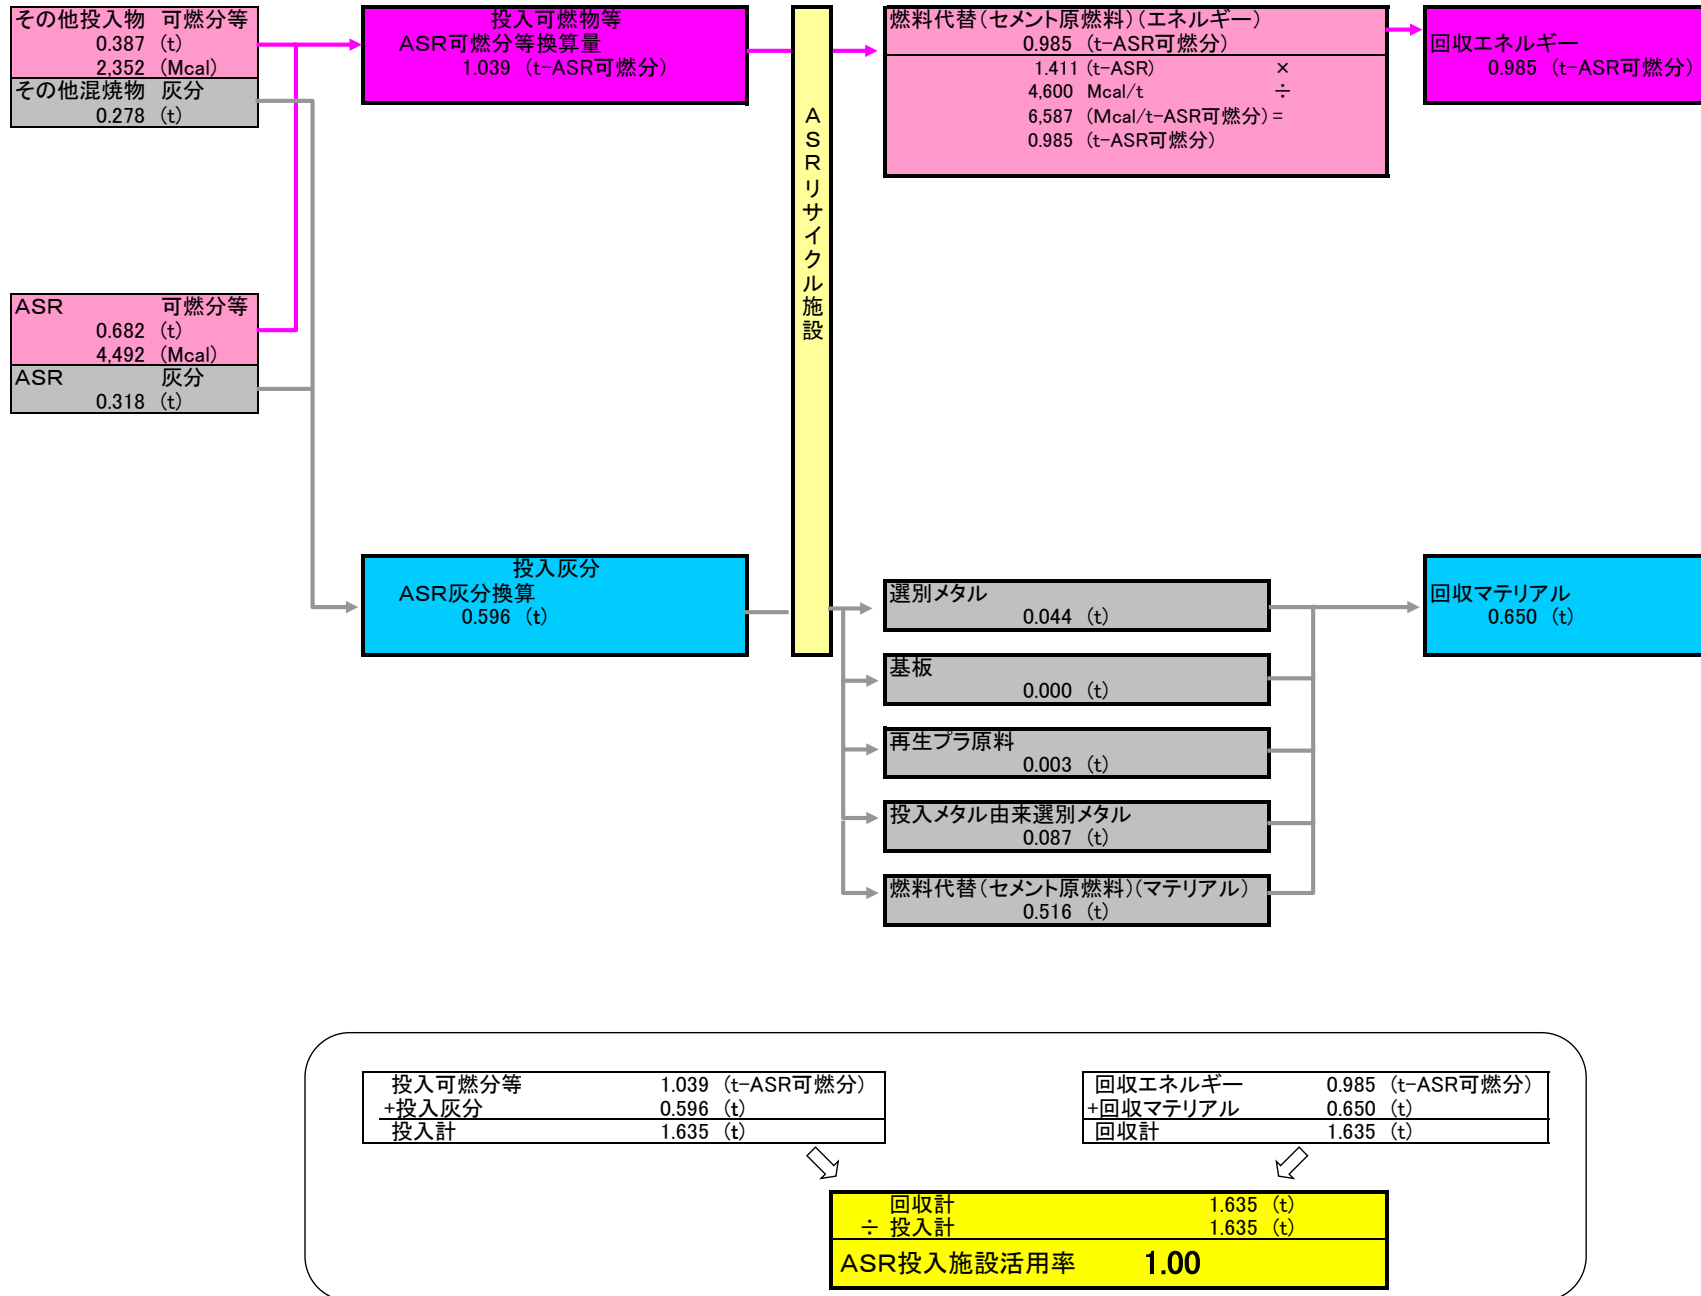 その他投入物 可燃分等
0.387 (t)
2,352 (Mcal)
その他混焼物 灰分
0.278 (t)
ASR 可燃分等
0.682 (t)
4,492 (Mcal)
ASR 灰分
0.318 (t)
投入可燃物等
ASR可燃分等換算量
1.039 (t-ASR可燃分)
投入灰分
ASR灰分換算
0.596 (t)
ASRリサイクル施設
燃料代替(セメント原燃料)(エネルギー)
0.985 (t-ASR可燃分)
1.411 (t-ASR) ×
4,600 Mcal/t ÷
6,587 (Mcal/t-ASR可燃分)=
0.985 (t-ASR可燃分)
回収エネルギー
0.985 (t-ASR可燃分)
選別メタル
0.044 (t)
基板
0.000 (t)
再生プラ原料
0.003 (t)
投入メタル由来選別メタル
0.087 (t)
燃料代替(セメント原燃料)(マテリアル)
0.516 (t)
回収マテリアル
0.650 (t)
投入可燃分等 1.039 (t-ASR可燃分)
+投入灰分 0.596 (t)
投入計 1.635 (t)
回収エネルギー 0.985 (t-ASR可燃分)
+回収マテリアル 0.650 (t)
回収計 1.635 (t)
回収計 1.635 (t)
÷ 投入計 1.635 (t)
ASR投入施設活用率 1.00